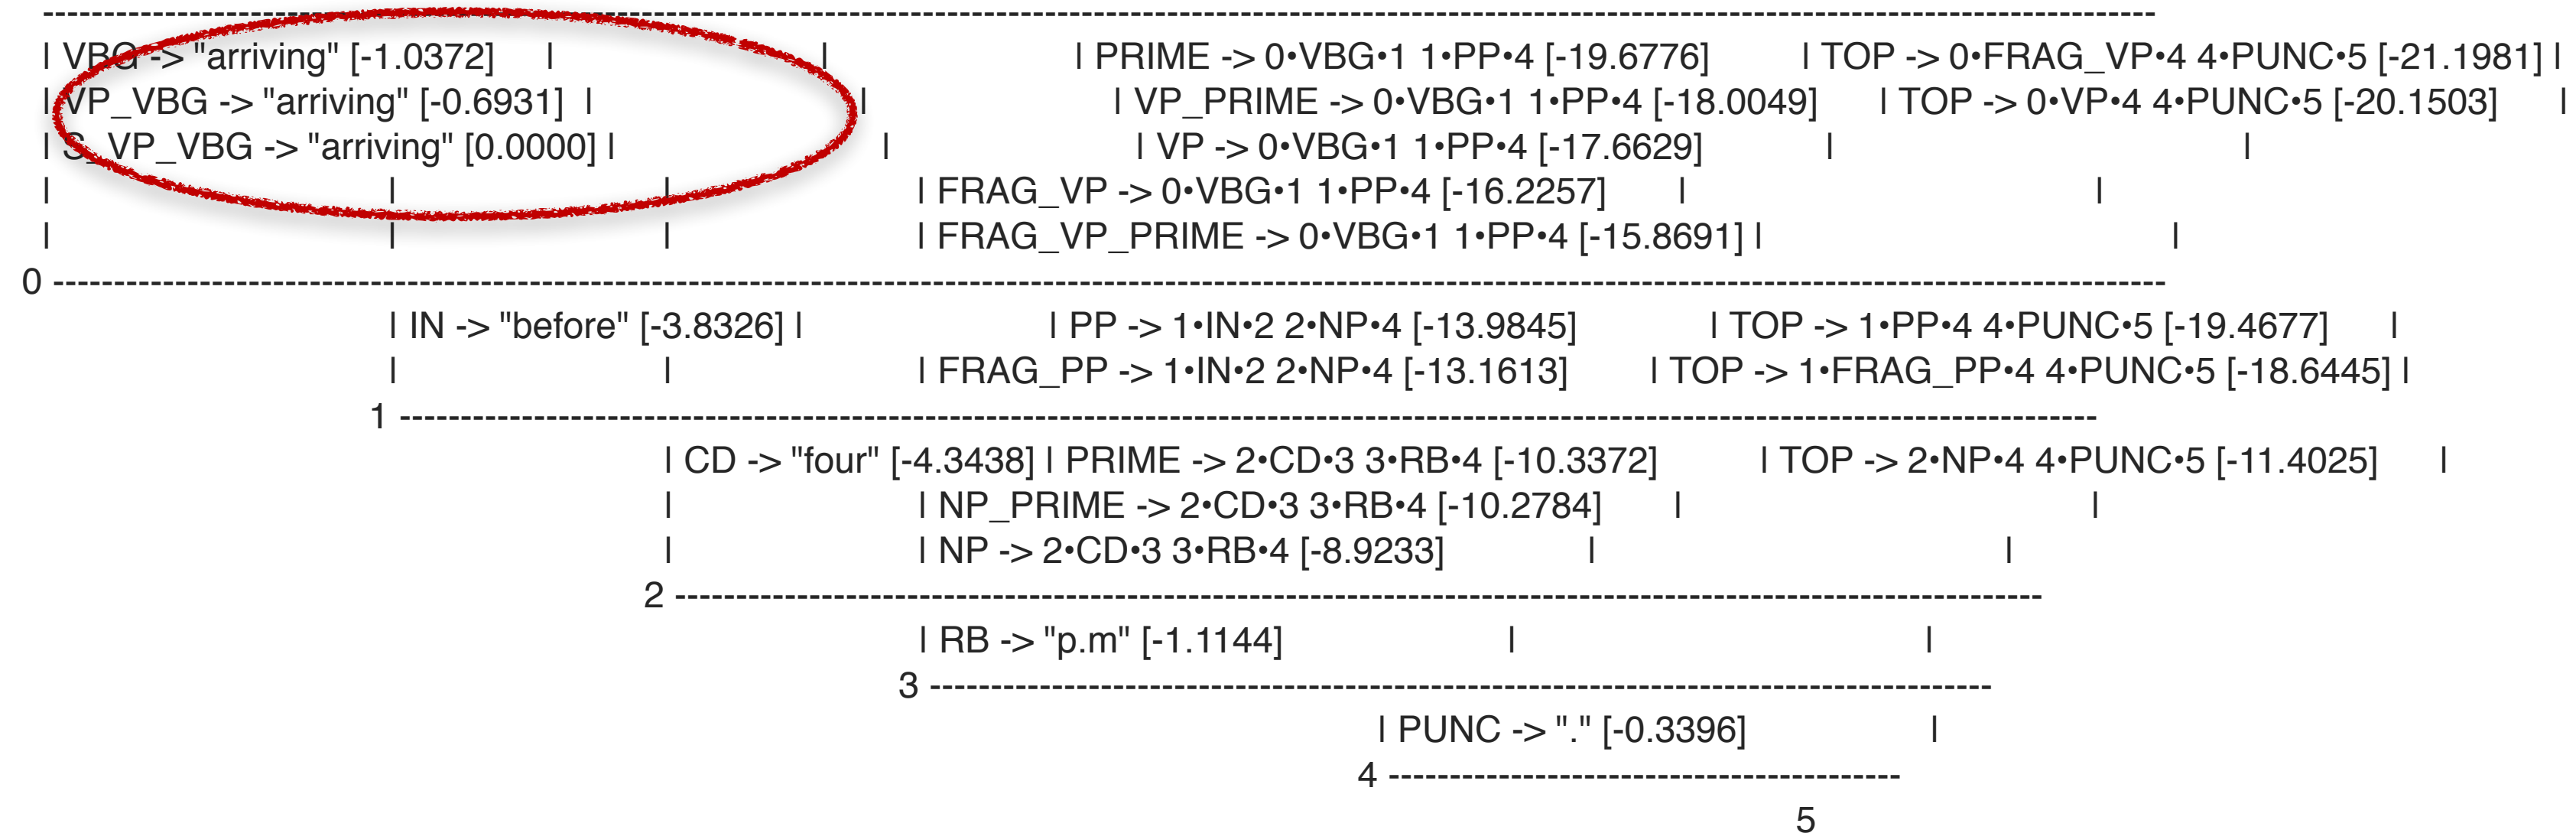 --------------------------------------------------------------------------------
| VBG -> "arriving" [-1.0372] | | | PRIME -> 0•VBG•1 1•PP•4 [-19.6776] | TOP -> 0•FRAG_VP•4 4•PUNC•5 [-21.1981] |
| VP_VBG -> "arriving" [-0.6931] | | | VP_PRIME -> 0•VBG•1 1•PP•4 [-18.0049] | TOP -> 0•VP•4 4•PUNC•5 [-20.1503] |
| S_VP_VBG -> "arriving" [0.0000] | | | VP -> 0•VBG•1 1•PP•4 [-17.6629] | |
| | | | FRAG_VP -> 0•VBG•1 1•PP•4 [-16.2257] | |
| | | | FRAG_VP_PRIME -> 0•VBG•1 1•PP•4 [-15.8691] | |
0 --------------------------------------------------------------------------------
| IN -> "before" [-3.8326] | | PP -> 1•IN•2 2•NP•4 [-13.9845] | TOP -> 1•PP•4 4•PUNC•5 [-19.4677] |
| | | FRAG_PP -> 1•IN•2 2•NP•4 [-13.1613] | TOP -> 1•FRAG_PP•4 4•PUNC•5 [-18.6445] |
1 --------------------------------------------------------------------------------
| CD -> "four" [-4.3438] | PRIME -> 2•CD•3 3•RB•4 [-10.3372] | TOP -> 2•NP•4 4•PUNC•5 [-11.4025] |
| | NP_PRIME -> 2•CD•3 3•RB•4 [-10.2784] | |
| | NP -> 2•CD•3 3•RB•4 [-8.9233] | |
2 --------------------------------------------------------------------------------
| RB -> "p.m" [-1.1144] | |
3 --------------------------------------------------------------------------------
| PUNC -> "." [-0.3396] |
4 ------------------------------------------
5